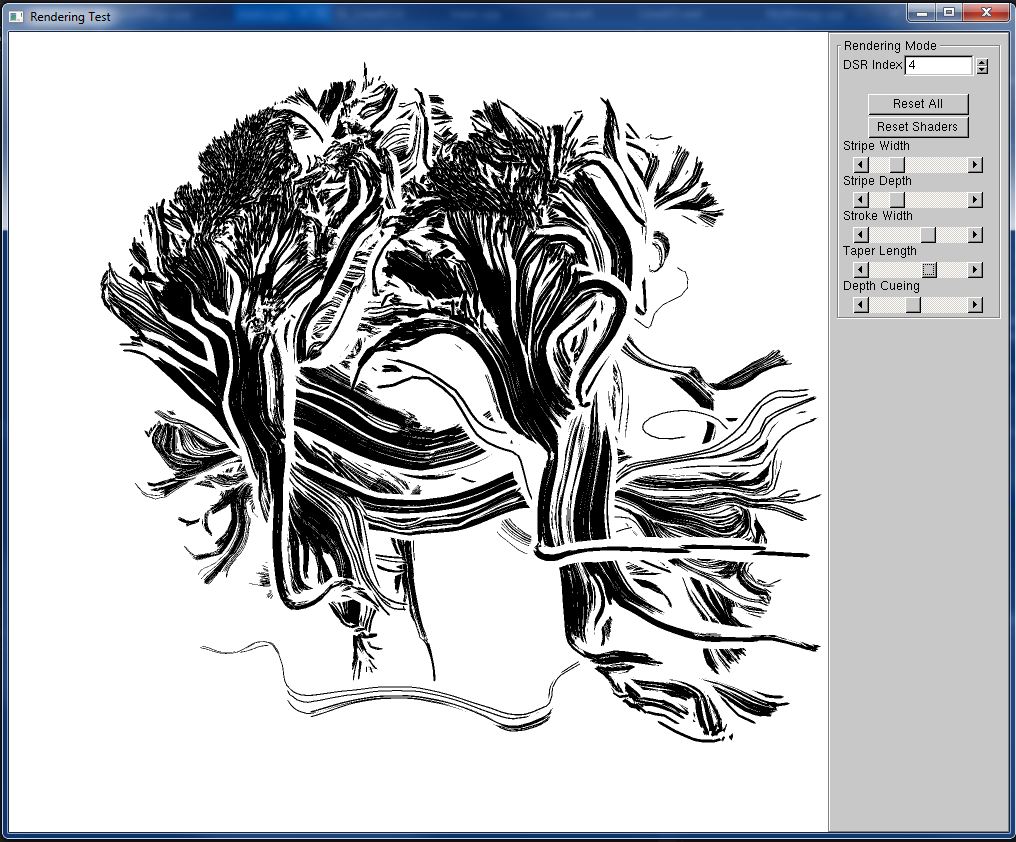 Rendering Test
Rendering Mode
DSR Index 4
Reset All
Reset Shaders
Stripe Width
Stripe Depth
Stroke Width
Taper Length
Depth Cueing